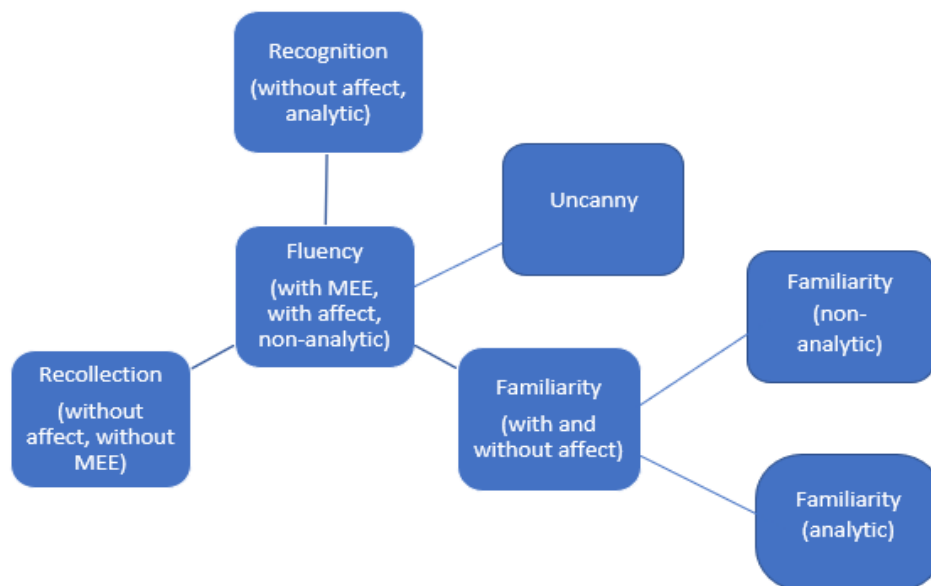 Recognition
(without affect,
analytic)
Uncanny
Fluency
(with MEE,
with affect,
non-analytic)
Familiarity
(non-
analytic)
Recollection
(without
affect, without
MEE)
Familiarity
(with and
without affect)
Familiarity
(analytic)